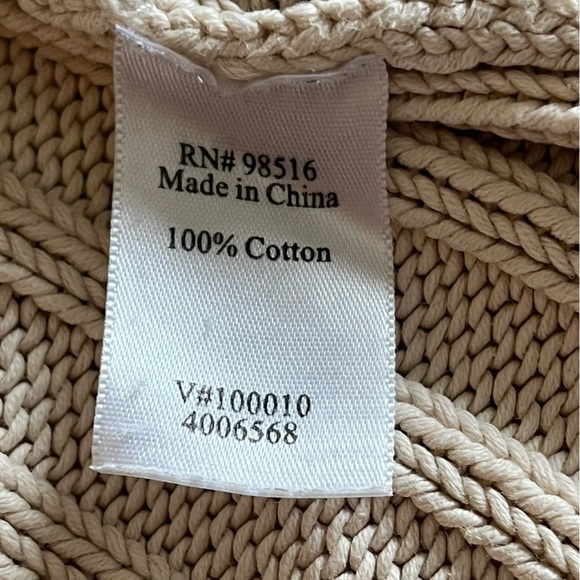 RN# 98516
Made in China
100% Cotton
V#100010
4006568